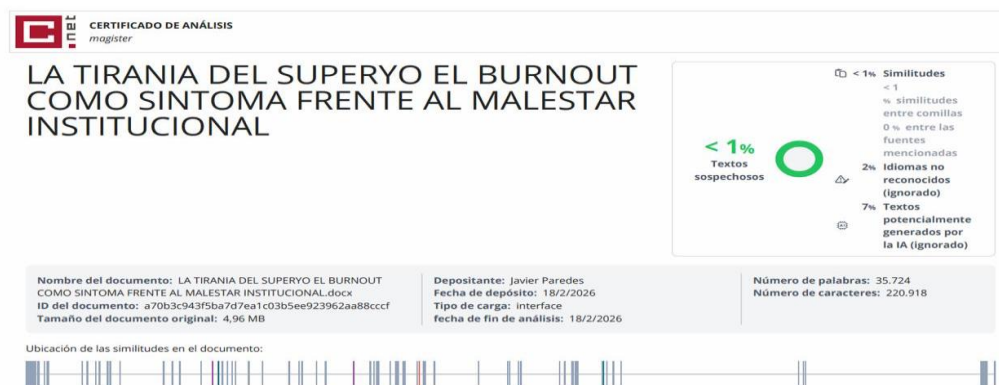 C.net
CERTIFICADO DE ANÁLISIS
magister
LA TIRANIA DEL SUPERYO EL BURNOUT
COMO SINTOMA FRENTE AL MALESTAR
INSTITUCIONAL
< 1%
Textos
sospechosos
< 1% Similitudes
< 1
% similitudes
entre comillas
0 % entre las
fuentes
mencionadas
2% Idiomas no
reconocidos
(ignorado)
7% Textos
potencialmente
generados por
la IA (ignorado)
Nombre del documento: LA TIRANIA DEL SUPERYO EL BURNOUT
COMO SINTOMA FRENTE AL MALESTAR INSTITUCIONAL.docx
ID del documento: a70b3c943f5ba7d7ea1c03b5ee923962aa88cccf
Tamaño del documento original: 4,96 MB
Depositante: Javier Paredes
Fecha de depósito: 18/2/2026
Tipo de carga: interface
fecha de fin de análisis: 18/2/2026
Número de palabras: 35.724
Número de caracteres: 220.918
Ubicación de las similitudes en el documento: